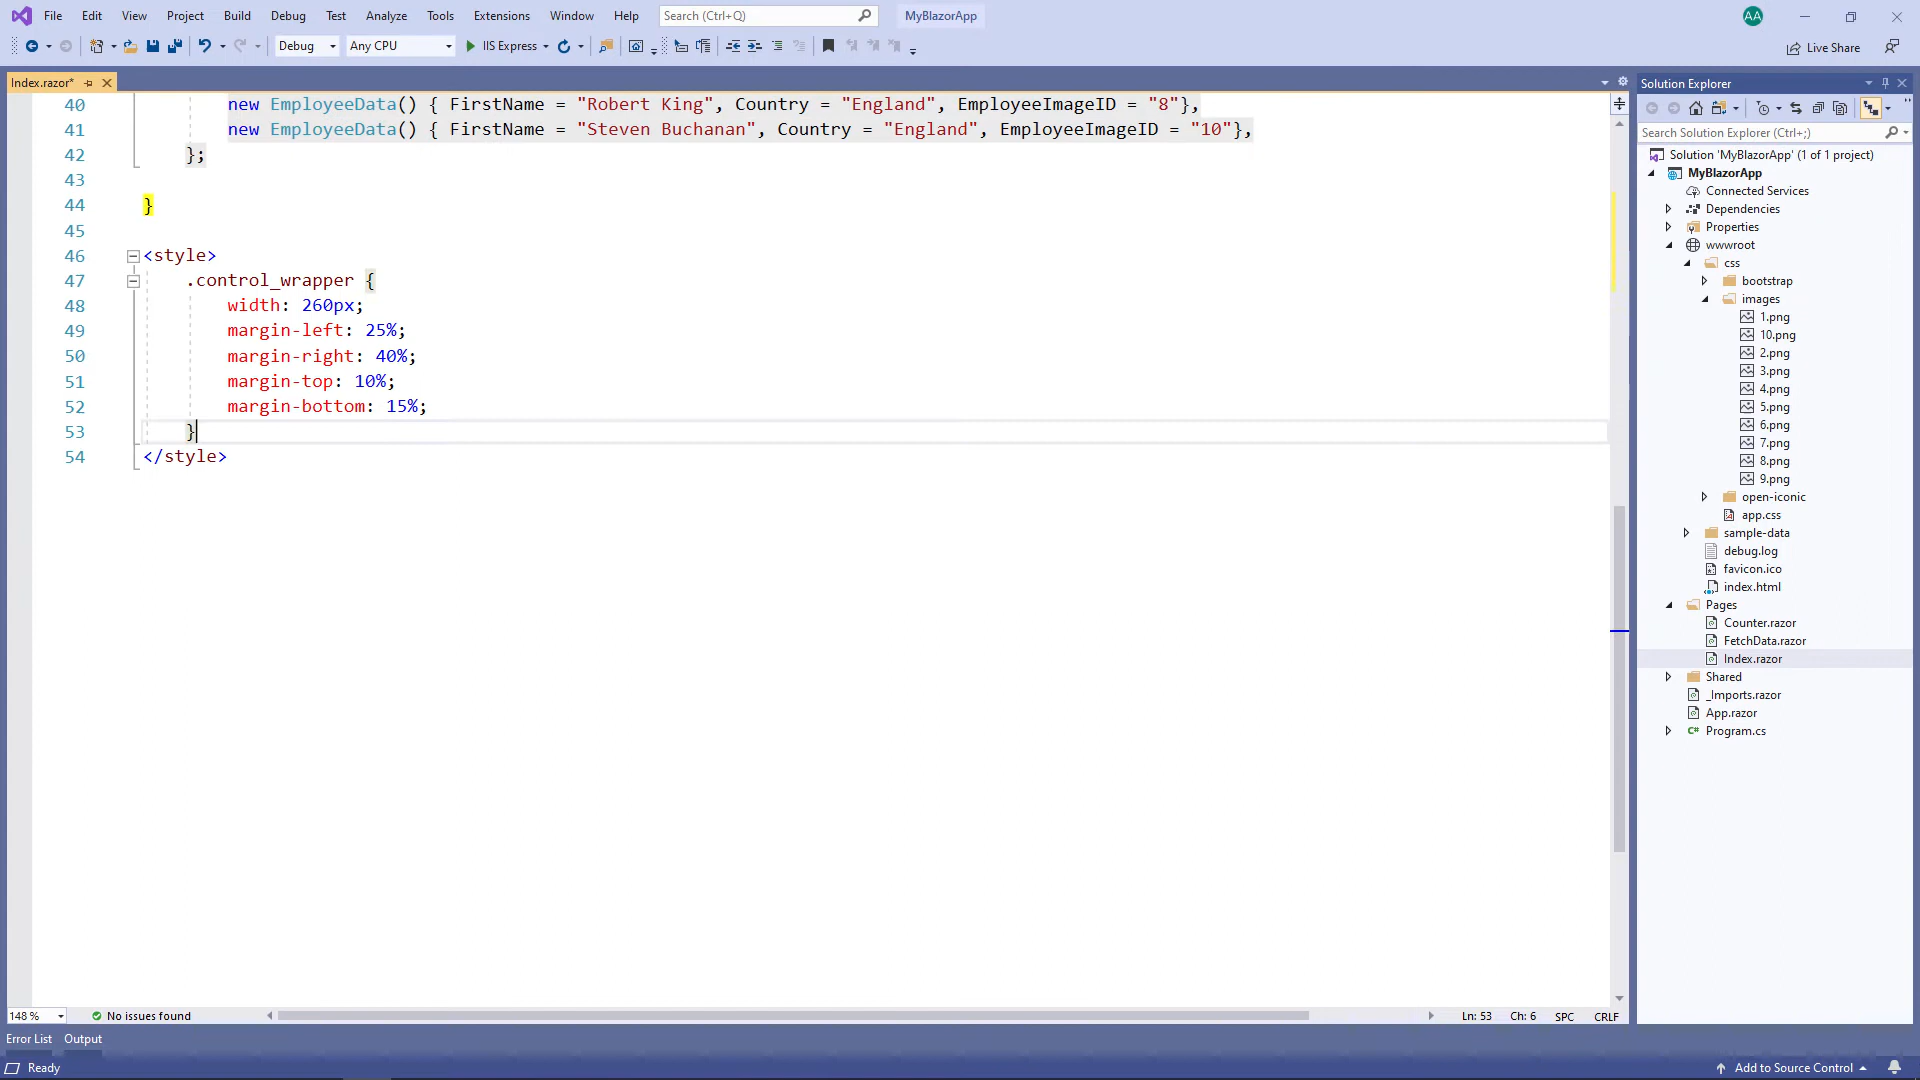 File Edit View Project Build Debug Test Analyze Tools Extensions Window Help Search (Ctrl+Q) MyBlazorApp AA
Debug Any CPU IIS Express Live Share
Index.razor*
40 new EmployeeData() { FirstName = "Robert King", Country = "England", EmployeeImageID = "8"},
41 new EmployeeData() { FirstName = "Steven Buchanan", Country = "England", EmployeeImageID = "10"},
42 };
43
44 }
45
46 <style>
47 .control_wrapper {
48 width: 260px;
49 margin-left: 25%;
50 margin-right: 40%;
51 margin-top: 10%;
52 margin-bottom: 15%;
53 }
54 </style>
148 % No issues found Ln: 53 Ch: 6 SPC CRLF
Error List Output
Ready Add to Source Control
Solution Explorer
Search Solution Explorer (Ctrl+;)
Solution 'MyBlazorApp' (1 of 1 project)
MyBlazorApp
Connected Services
Dependencies
Properties
wwwroot
css
bootstrap
images
1.png
10.png
2.png
3.png
4.png
5.png
6.png
7.png
8.png
9.png
open-iconic
app.css
sample-data
debug.log
favicon.ico
index.html
Pages
Counter.razor
FetchData.razor
Index.razor
Shared
_Imports.razor
App.razor
C# Program.cs